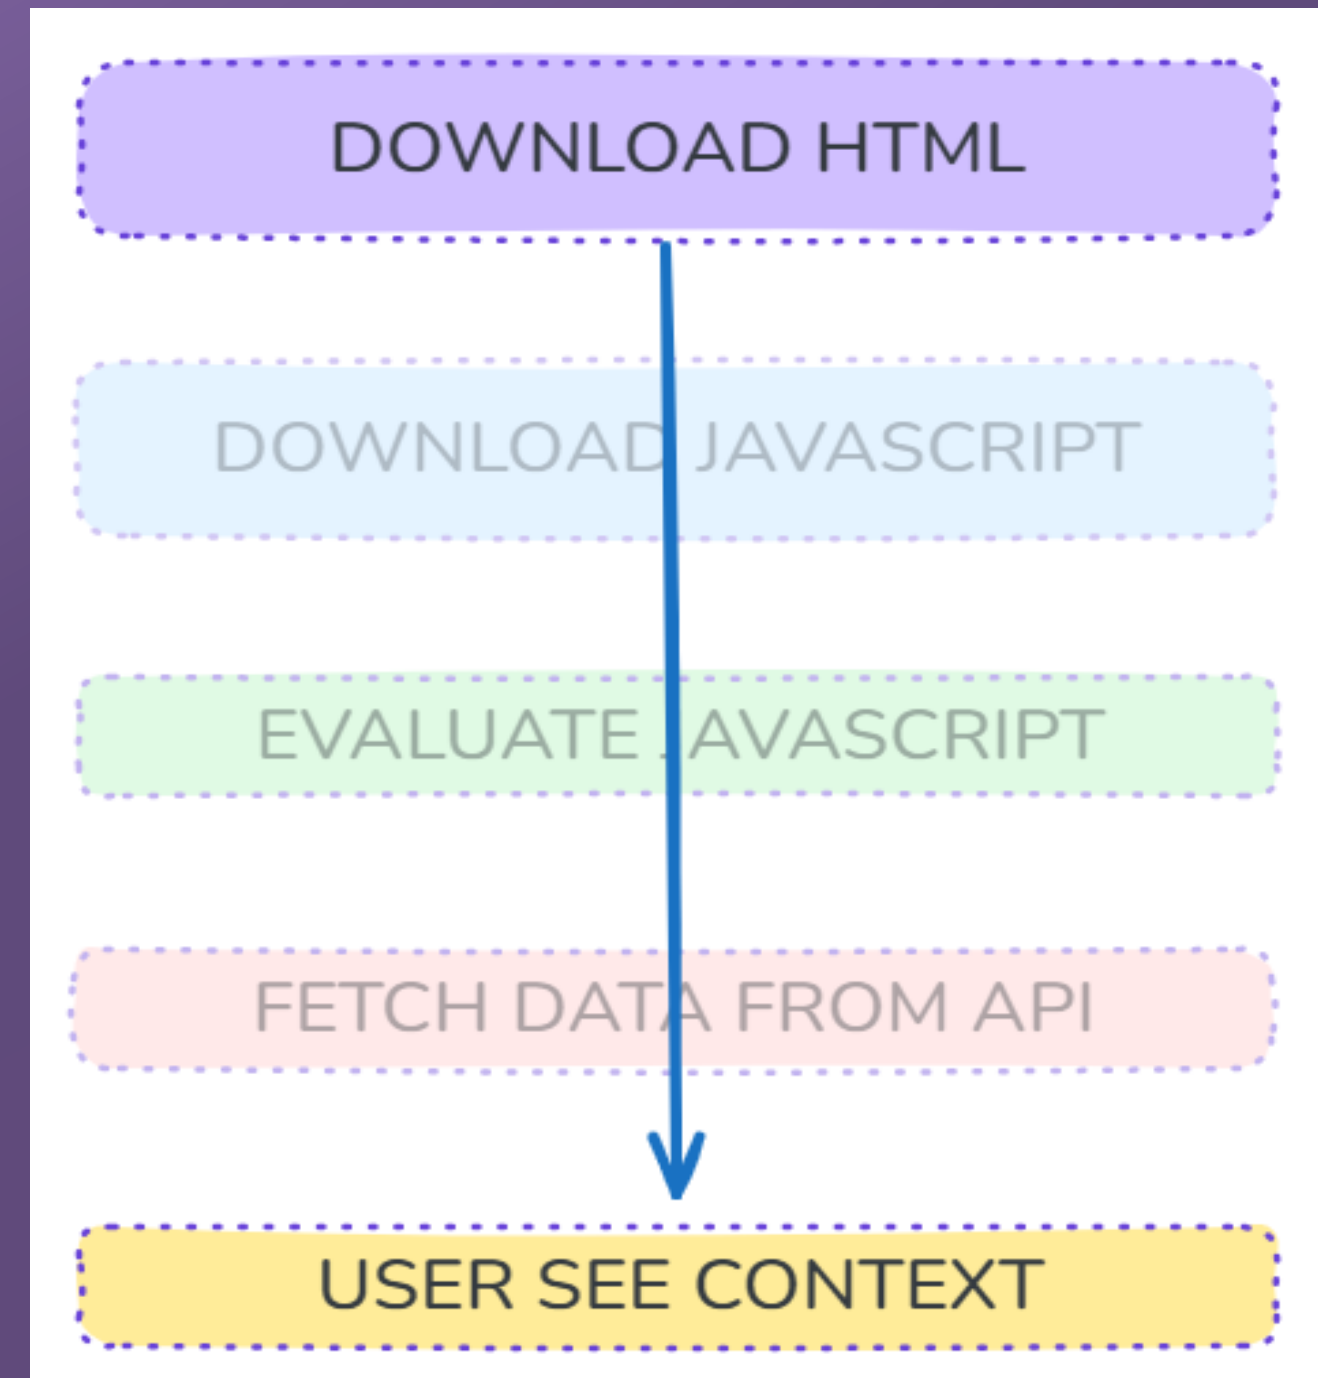 DOWNLOAD HTML
DOWNLOAD JAVASCRIPT
EVALUATE JAVASCRIPT
FETCH DATA FROM API
USER SEE CONTEXT